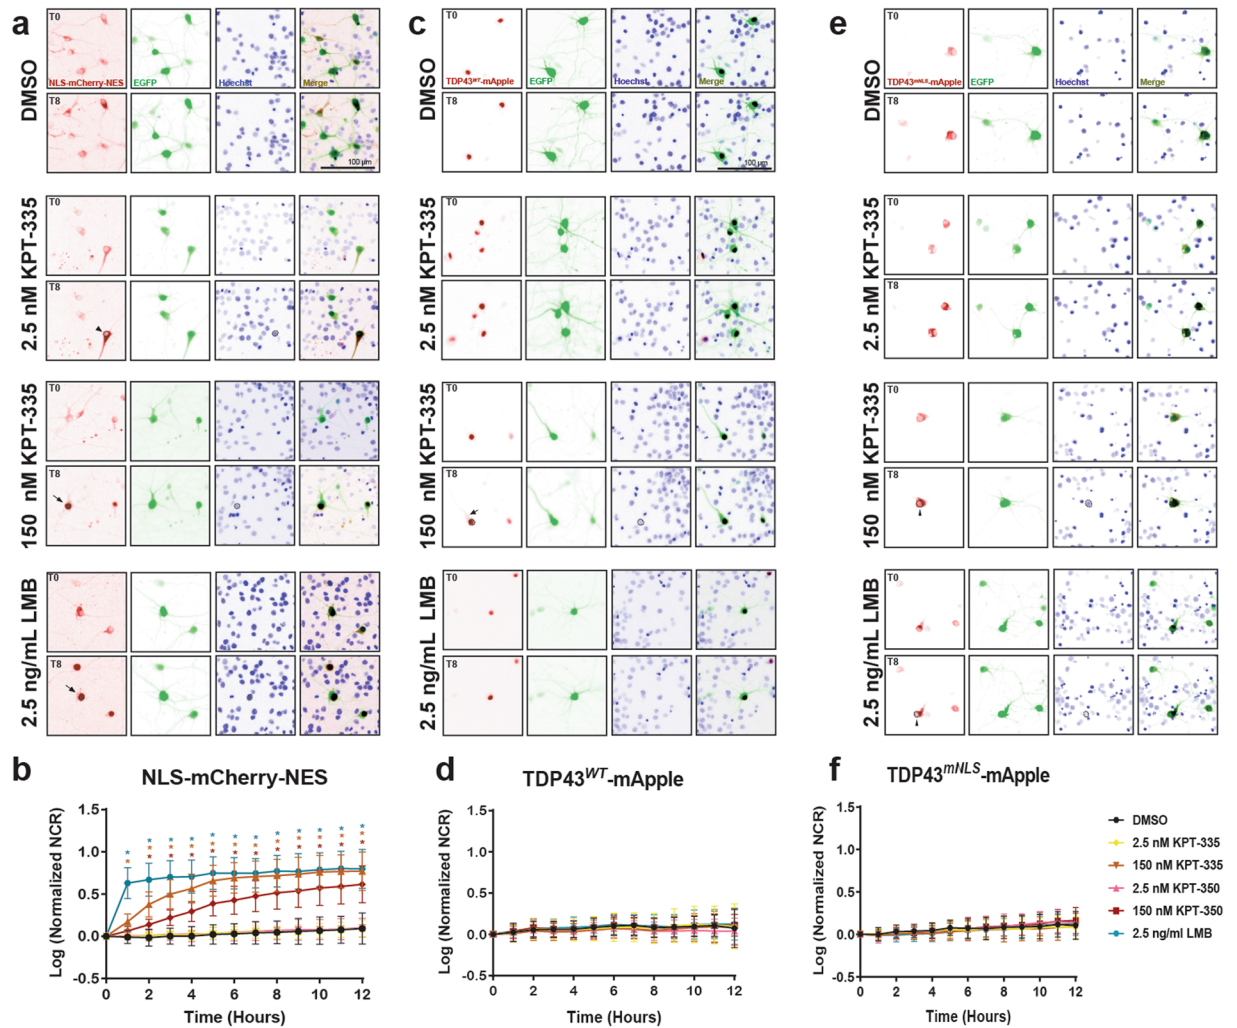 a
DMSO
T0
NLS-mCherry-NES
EGFP
Hoechst
Merge
T8
100 µm
2.5 nM KPT-335
T0
T8
150 nM KPT-335
T0
T8
2.5 ng/mL LMB
T0
T8
c
DMSO
T0
TDP43WT-mApple
EGFP
Hoechst
Merge
T8
100 µm
2.5 nM KPT-335
T0
T8
150 nM KPT-335
T0
T8
2.5 ng/mL LMB
T0
T8
e
DMSO
T0
TDP43mNLS-mApple
EGFP
Hoechst
Merge
T8
2.5 nM KPT-335
T0
T8
150 nM KPT-335
T0
T8
2.5 ng/mL LMB
T0
T8
b
NLS-mCherry-NES
Log (Normalized NCR)
1.5
1.0
0.5
0.0
-0.5
0 2 4 6 8 10 12
Time (Hours)
d
TDP43WT-mApple
Log (Normalized NCR)
1.5
1.0
0.5
0.0
-0.5
0 2 4 6 8 10 12
Time (Hours)
f
TDP43mNLS-mApple
Log (Normalized NCR)
1.5
1.0
0.5
0.0
-0.5
0 2 4 6 8 10 12
Time (Hours)
DMSO
2.5 nM KPT-335
150 nM KPT-335
2.5 nM KPT-350
150 nM KPT-350
2.5 ng/ml LMB